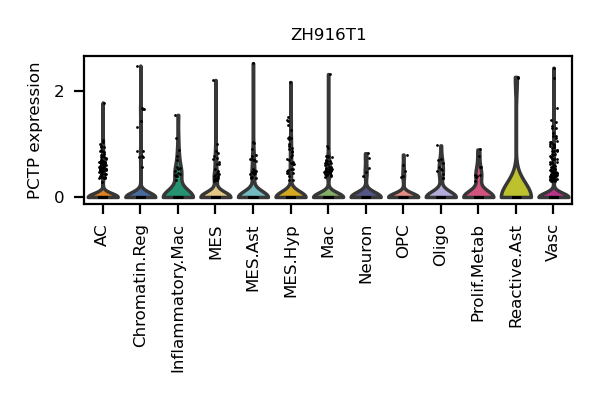 ZH916T1
PCTP expression
2
0
AC
Chromatin.Reg
Inflammatory.Mac
MES
MES.Ast
MES.Hyp
Mac
Neuron
OPC
Oligo
Prolif.Metab
Reactive.Ast
Vasc